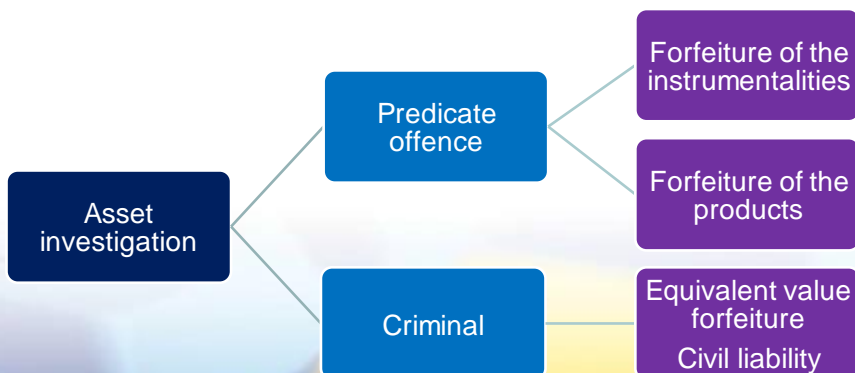 Forfeiture of the
instrumentalities
Predicate
offence
Forfeiture of the
products
Asset
investigation
Equivalent value
forfeiture
Criminal
Civil liability